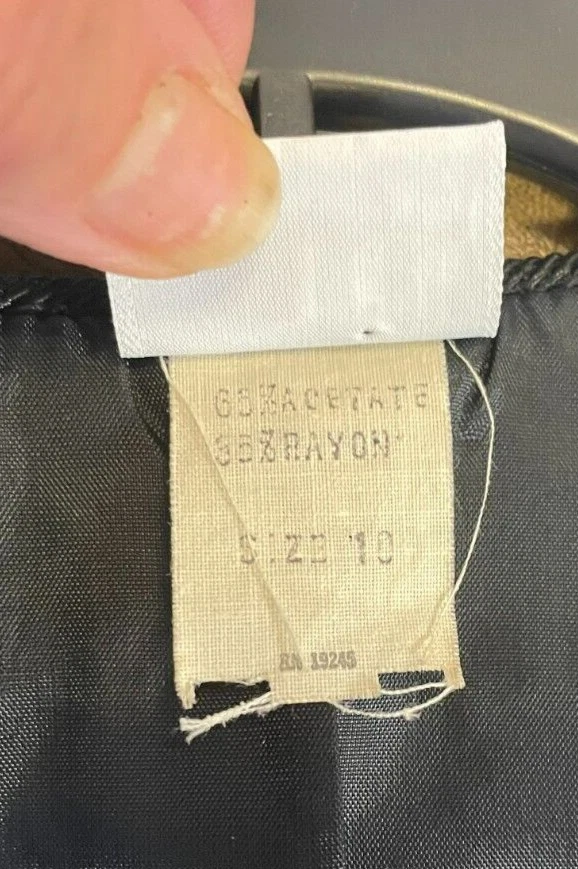 65%ACETATE
35%RAYON
SIZE 10
RN 19245